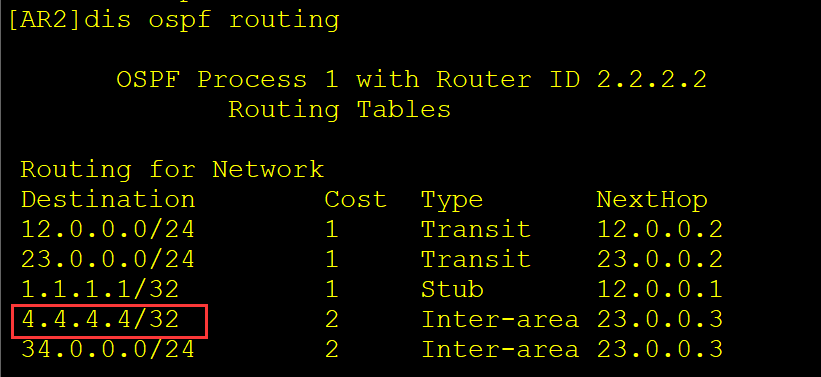 [AR2]dis ospf routing
OSPF Process 1 with Router ID 2.2.2.2
Routing Tables
Routing for Network
Destination Cost Type NextHop
12.0.0.0/24 1 Transit 12.0.0.2
23.0.0.0/24 1 Transit 23.0.0.2
1.1.1.1/32 1 Stub 12.0.0.1
4.4.4.4/32 2 Inter-area 23.0.0.3
34.0.0.0/24 2 Inter-area 23.0.0.3